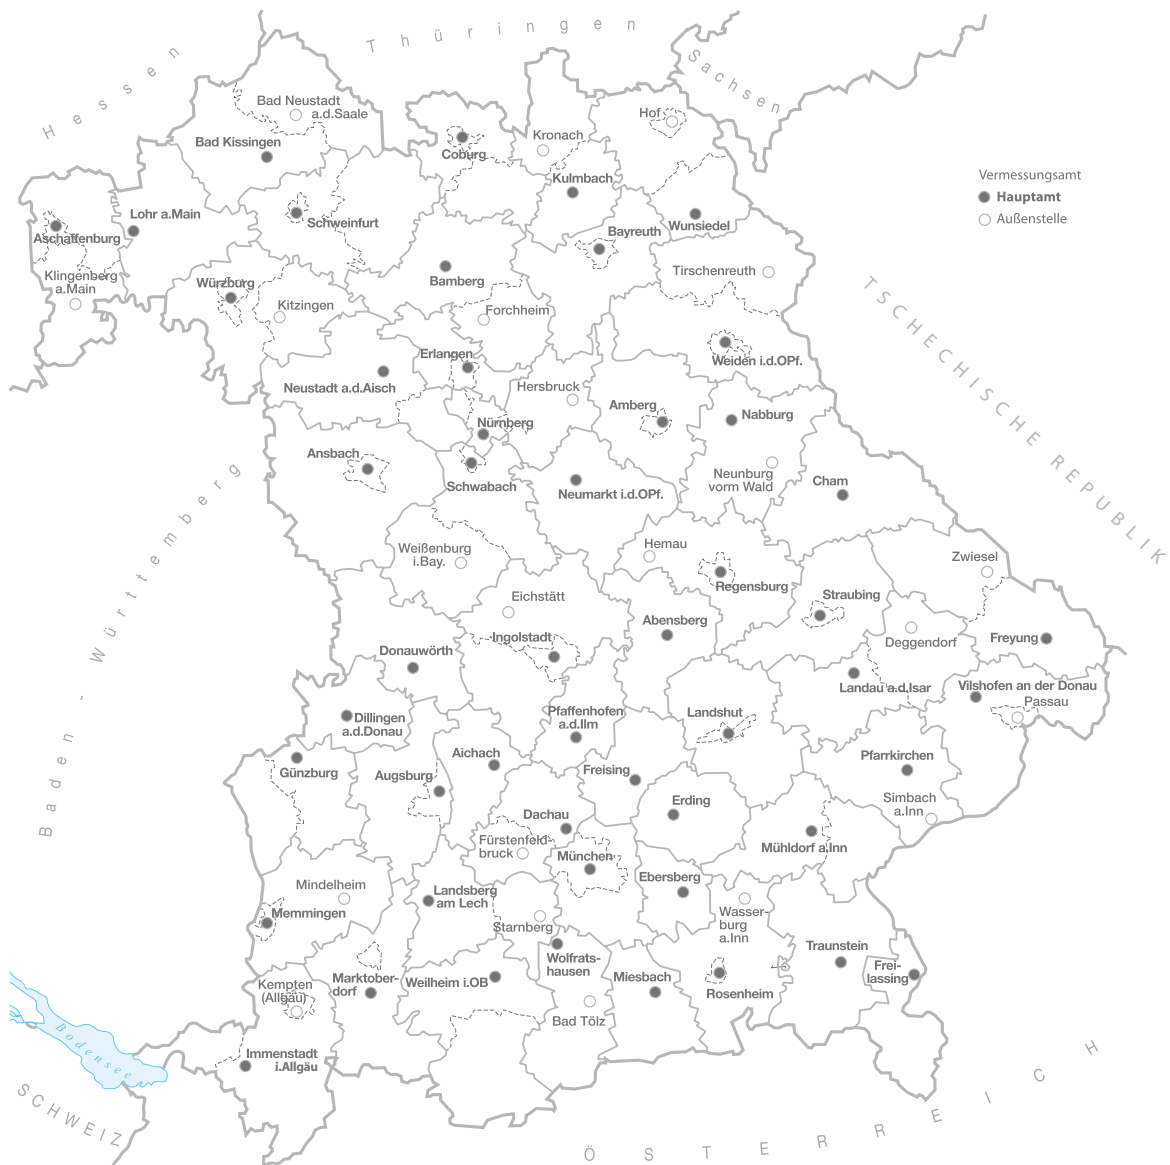 Thüringen
Hessen
Sachsen
Bad Neustadt
a.d.Saale
Hof
Kronach
Bad Kissingen
Coburg
Kulmbach
Vermessungsamt
Hauptamt
Außenstelle
Lohr a.Main
Schweinfurt
Wunsiedel
Bayreuth
Aschaffenburg
Klingenberg
a.Main
Würzburg
Bamberg
Tirschenreuth
Kitzingen
Forchheim
TSCHECHISCHE REPUBLIK
Erlangen
Weiden i.d.OPf.
Neustadt a.d.Aisch
Hersbruck
Amberg
Nabburg
Nürnberg
Ansbach
Schwabach
Neumarkt i.d.OPf.
Neunburg
vorm Wald
Cham
Baden - Württemberg
Weißenburg
i.Bay.
Hemau
Zwiesel
Regensburg
Eichstätt
Straubing
Abensberg
Ingolstadt
Deggendorf
Freyung
Donauwörth
Landau a.d.Isar
Vilshofen an der Donau
Passau
Dillingen
a.d.Donau
Pfaffenhofen
a.d.Ilm
Landshut
Aichach
Pfarrkirchen
Günzburg
Augsburg
Freising
Simbach
a.Inn
Erding
Dachau
Fürstenfeld-
bruck
München
Mühldorf a.Inn
Ebersberg
Mindelheim
Landsberg
am Lech
Memmingen
Starnberg
Wasser-
burg
a.Inn
Traunstein
Wolfrats-
hausen
Frei-
lassing
Kempten
(Allgäu)
Marktober-
dorf
Weilheim i.OB
Miesbach
Rosenheim
Bad Tölz
Bodensee
Immenstadt
i.Allgäu
SCHWEIZ
ÖSTERREICH